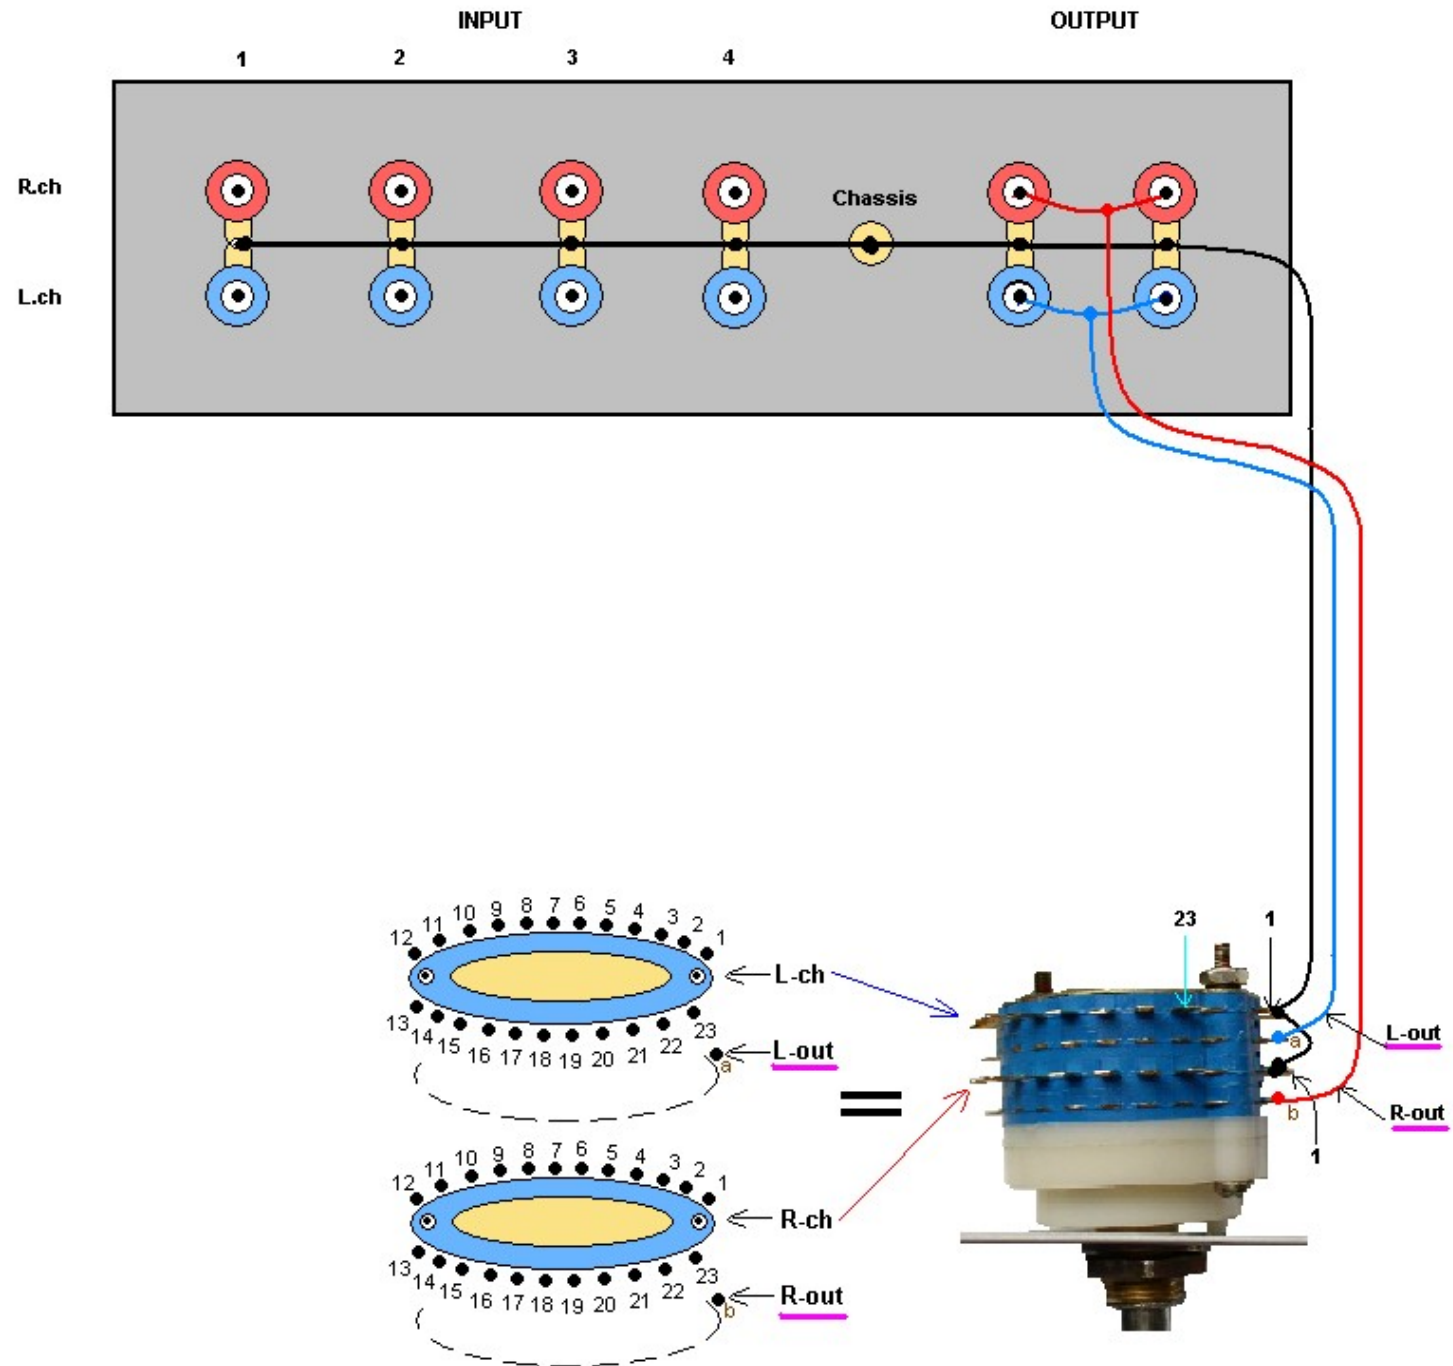 INPUT OUTPUT
1 2 3 4
R.ch
Chassis
L.ch
12 11 10 9 8 7 6 5 4 3 2 1
L-ch
13 14 15 16 17 18 19 20 21 22 23
L-out
a
23 1
a
L-out
b
R-out
1
12 11 10 9 8 7 6 5 4 3 2 1
R-ch
13 14 15 16 17 18 19 20 21 22 23
R-out
b